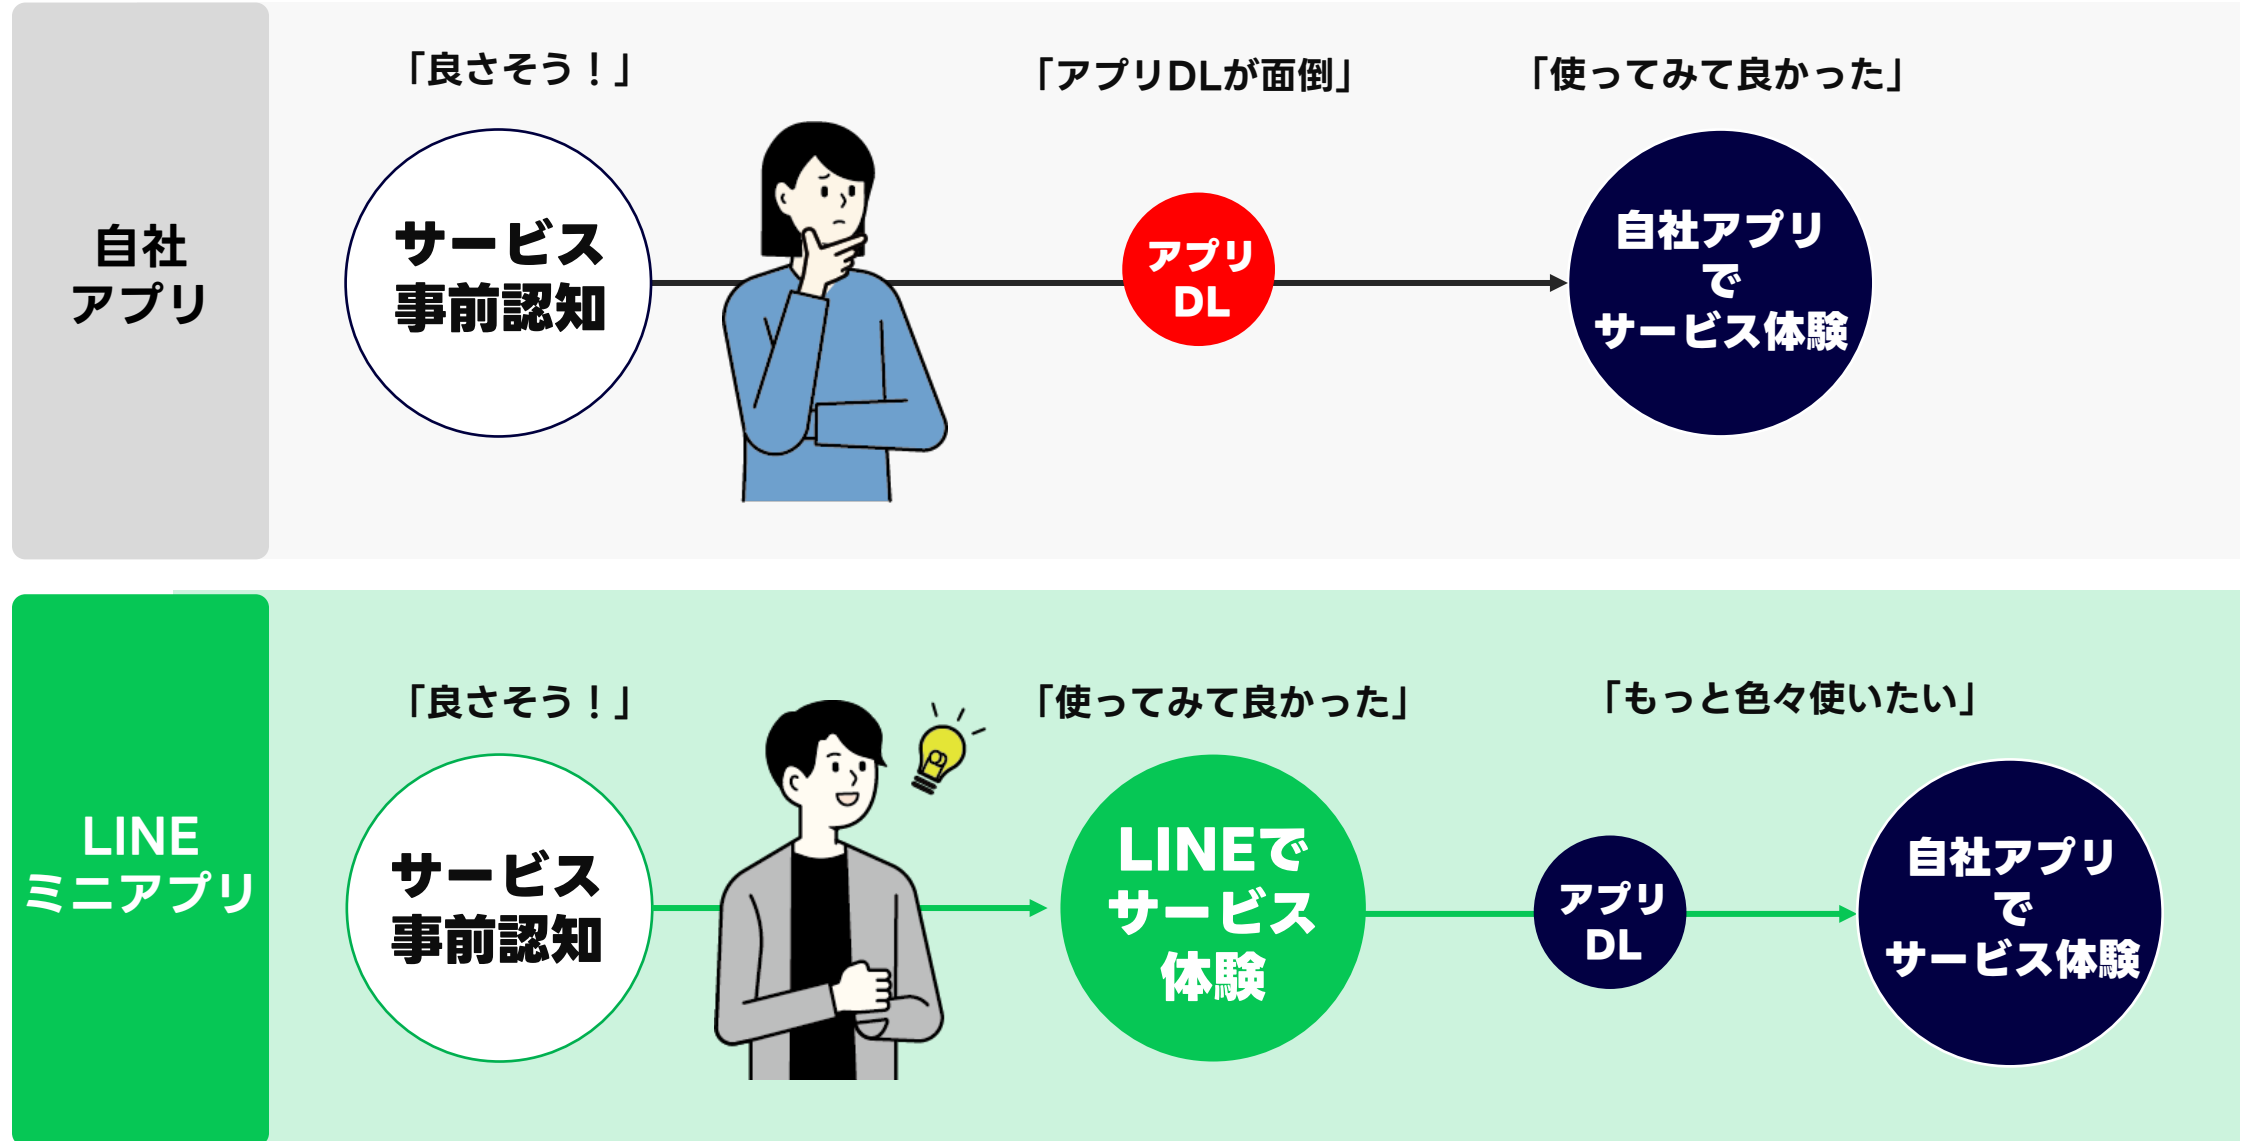 自社
アプリ
「良さそう！」
「アプリDLが面倒」
「使ってみて良かった」
サービス
事前認知
アプリ
DL
自社アプリ
で
サービス体験
LINE
ミニアプリ
「良さそう！」
「使ってみて良かった」
「もっと色々使いたい」
サービス
事前認知
LINEで
サービス
体験
アプリ
DL
自社アプリ
で
サービス体験